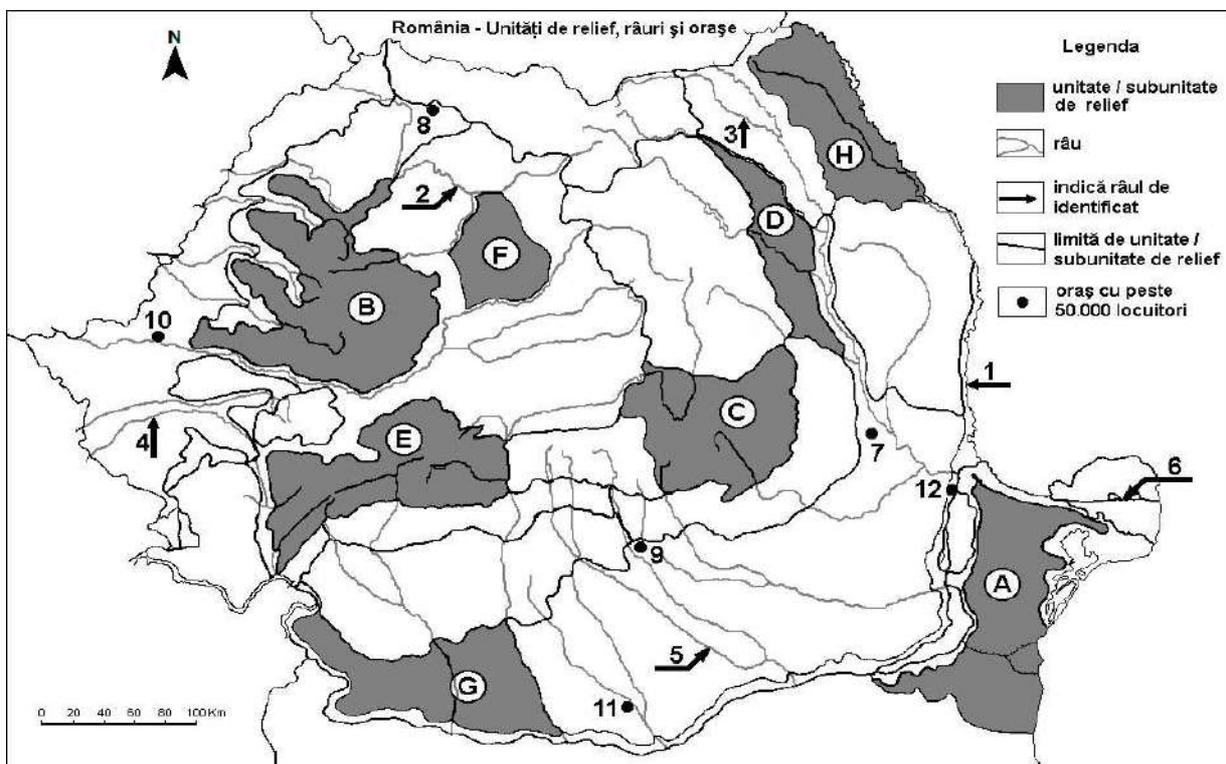 România - Unităţi de relief, râuri şi oraşe
N
Legenda
unitate / subunitate
de relief
râu
indică râul de
identificat
limită de unitate /
subunitate de relief
oraş cu peste
50.000 locuitori
8
3
H
2
D
F
B
10
1
C
4
E
7
6
12
9
A
5
G
11
0 20 40 60 80 100 Km